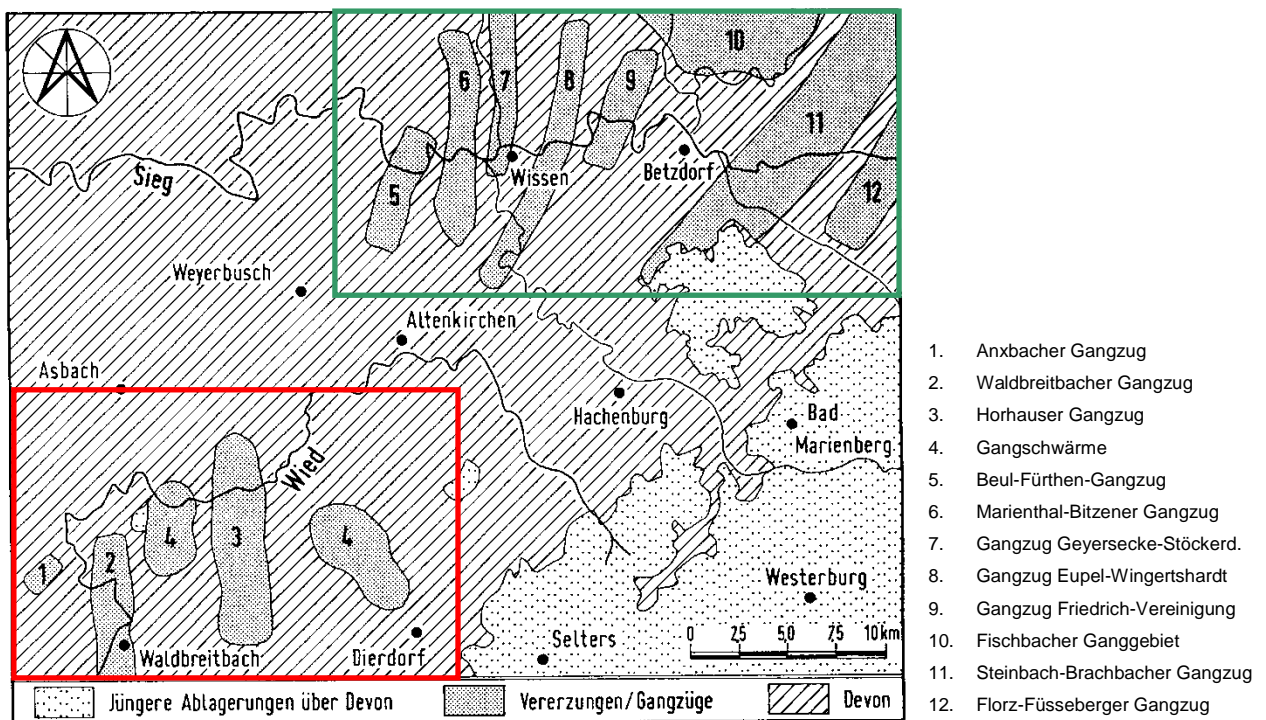 10
6
7
8
9
11
5
12
Sieg
Wissen
Betzdorf
Weyerbusch
Altenkirchen
Asbach
Hachenburg
Bad
Marienberg
Wied
4
3
4
2
1
Westerburg
Waldbreitbach
Dierdorf
Selters
0 2,5 5,0 7,5 10 km
Jüngere Ablagerungen über Devon
Vererzungen/Gangzüge
Devon
1. Anxbacher Gangzug
2. Waldbreitbacher Gangzug
3. Horhauser Gangzug
4. Gangschwärme
5. Beul-Fürthen-Gangzug
6. Marienthal-Bitzener Gangzug
7. Gangzug Geyersecke-Stöckerd.
8. Gangzug Eupel-Wingertshardt
9. Gangzug Friedrich-Vereinigung
10. Fischbacher Ganggebiet
11. Steinbach-Brachbacher Gangzug
12. Florz-Füsseberger Gangzug